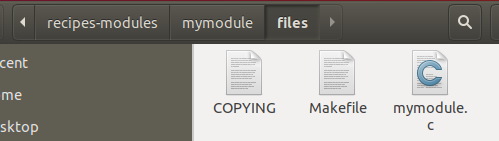 recipes-modules mymodule files
cent
me
sktop
COPYING Makefile mymodule.
c